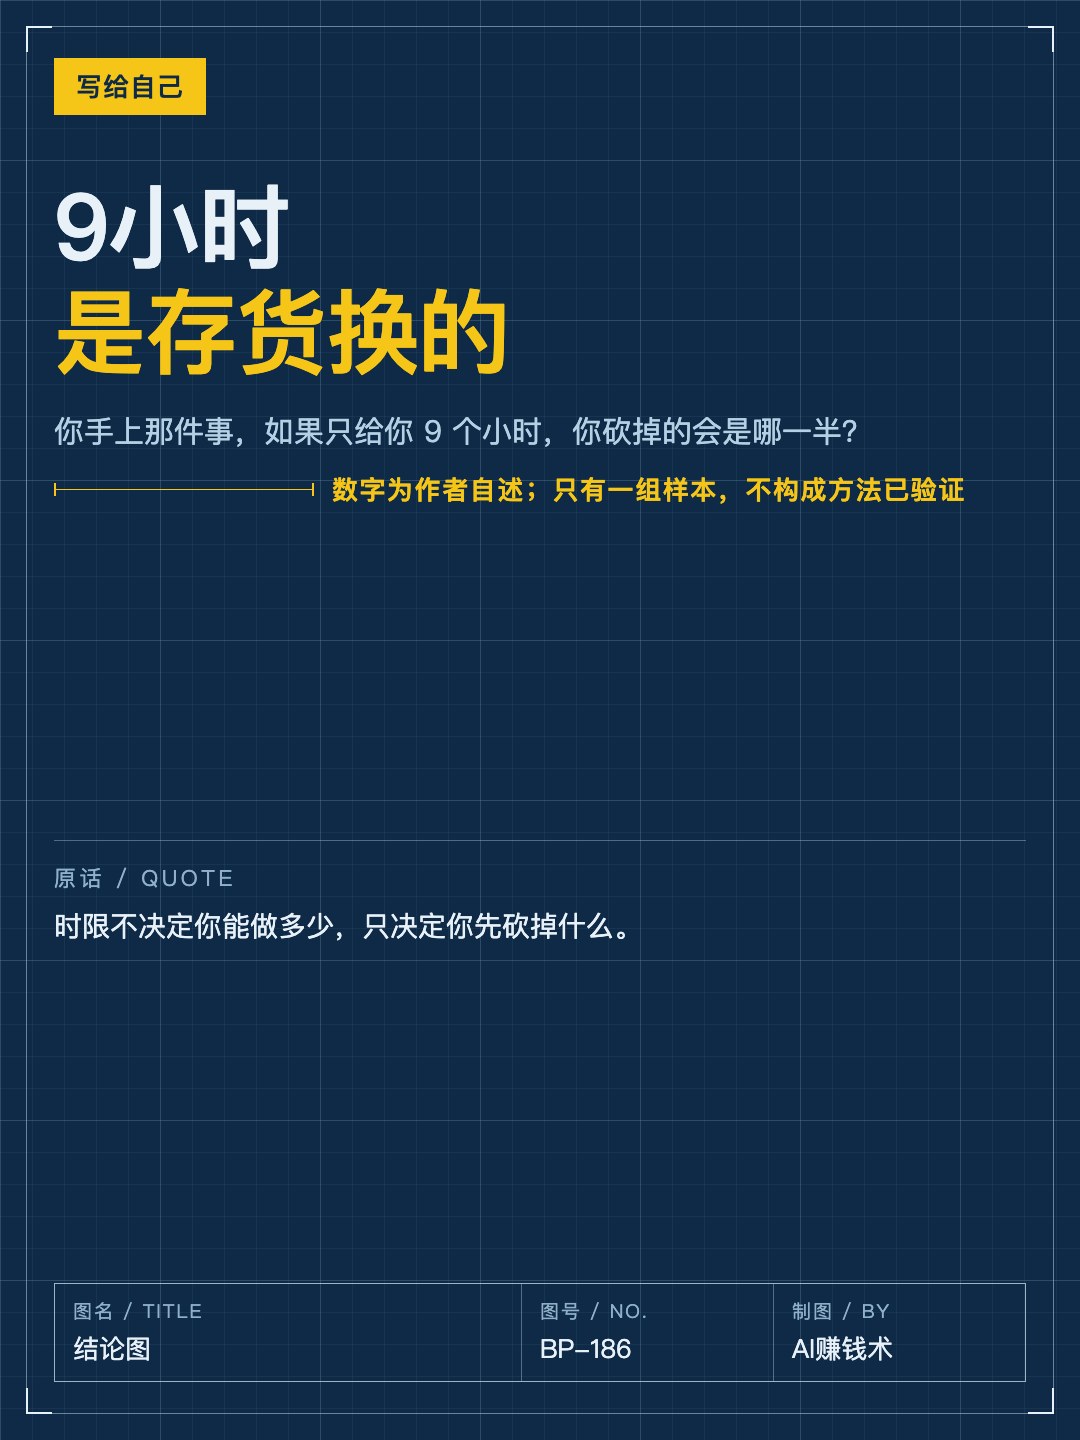 写给自己
9小时
是存货换的
你手上那件事，如果只给你 9 个小时，你砍掉的会是哪一半？
数字为作者自述；只有一组样本，不构成方法已验证
原话 / QUOTE
时限不决定你能做多少，只决定你先砍掉什么。
图名 / TITLE
结论图
图号 / NO.
BP-186
制图 / BY
AI赚钱术